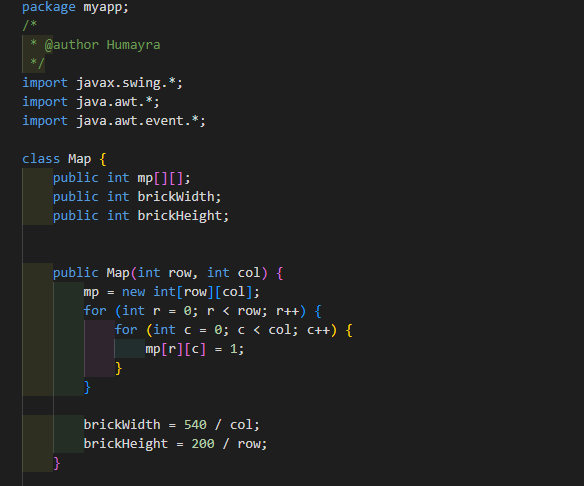 package myapp;
/*
 * @author Humayra
 */
import javax.swing.*;
import java.awt.*;
import java.awt.event.*;

class Map {
    public int mp[][];
    public int brickWidth;
    public int brickHeight;


    public Map(int row, int col) {
        mp = new int[row][col];
        for (int r = 0; r < row; r++) {
            for (int c = 0; c < col; c++) {
                mp[r][c] = 1;
            }
        }

        brickWidth = 540 / col;
        brickHeight = 200 / row;
    }